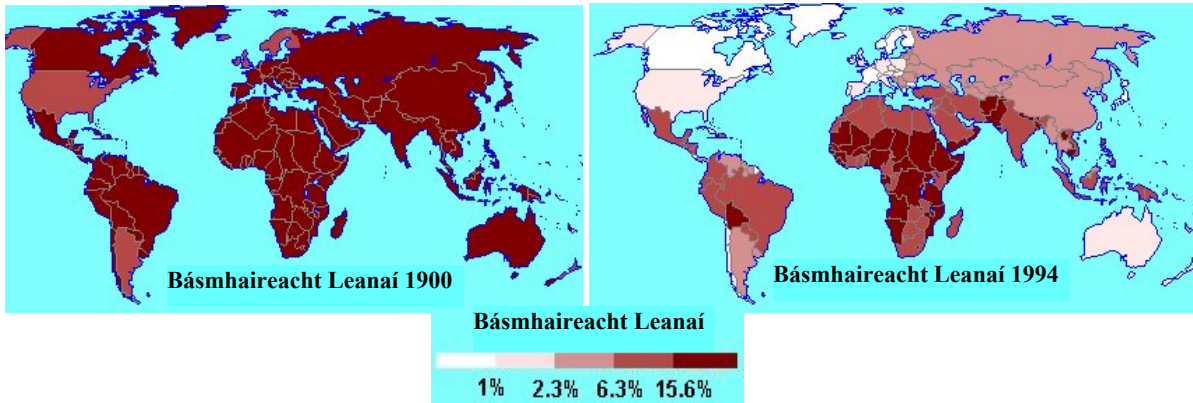 Básmhaireacht Leanaí 1900
Básmhaireacht Leanaí 1994
Básmhaireacht Leanaí
1% 2.3% 6.3% 15.6%